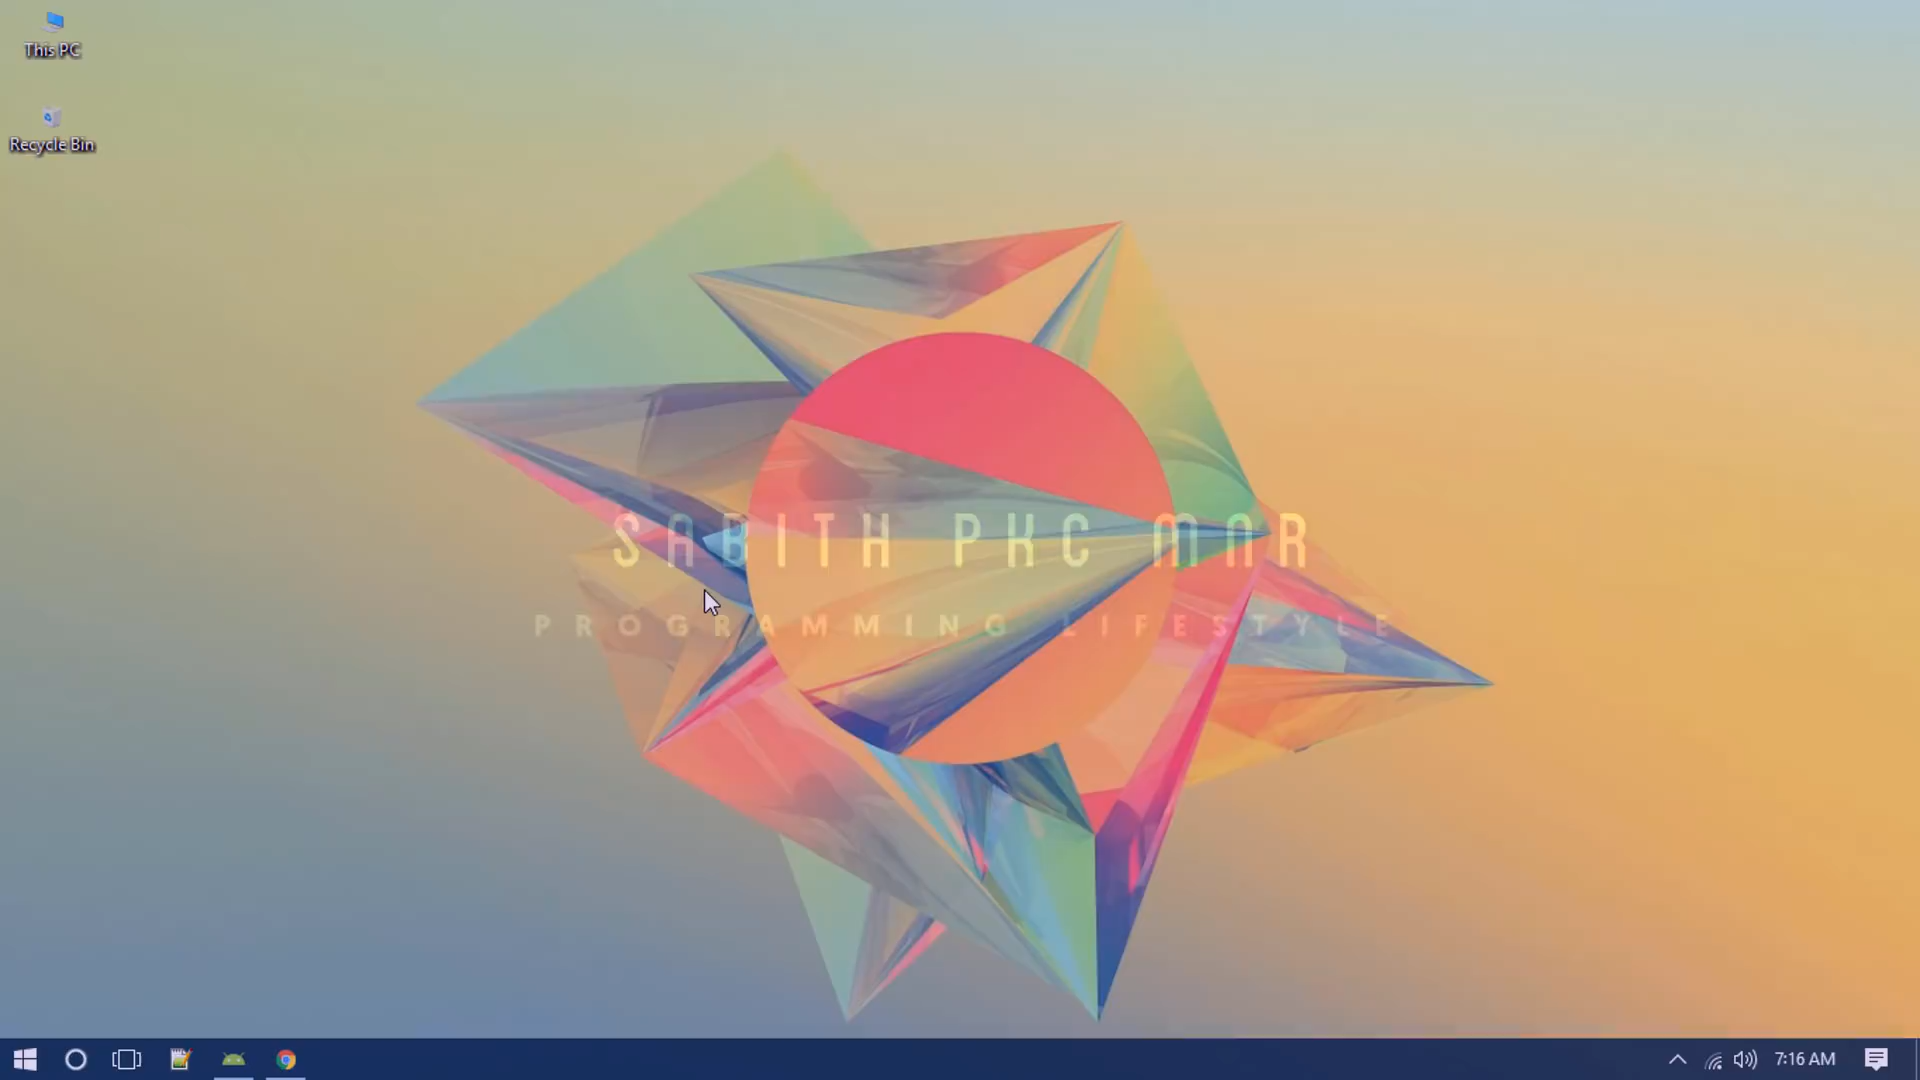 This PC
Recycle Bin
SABITH PKC MNR
PROGRAMMING LIFESTYLE
7:16 AM